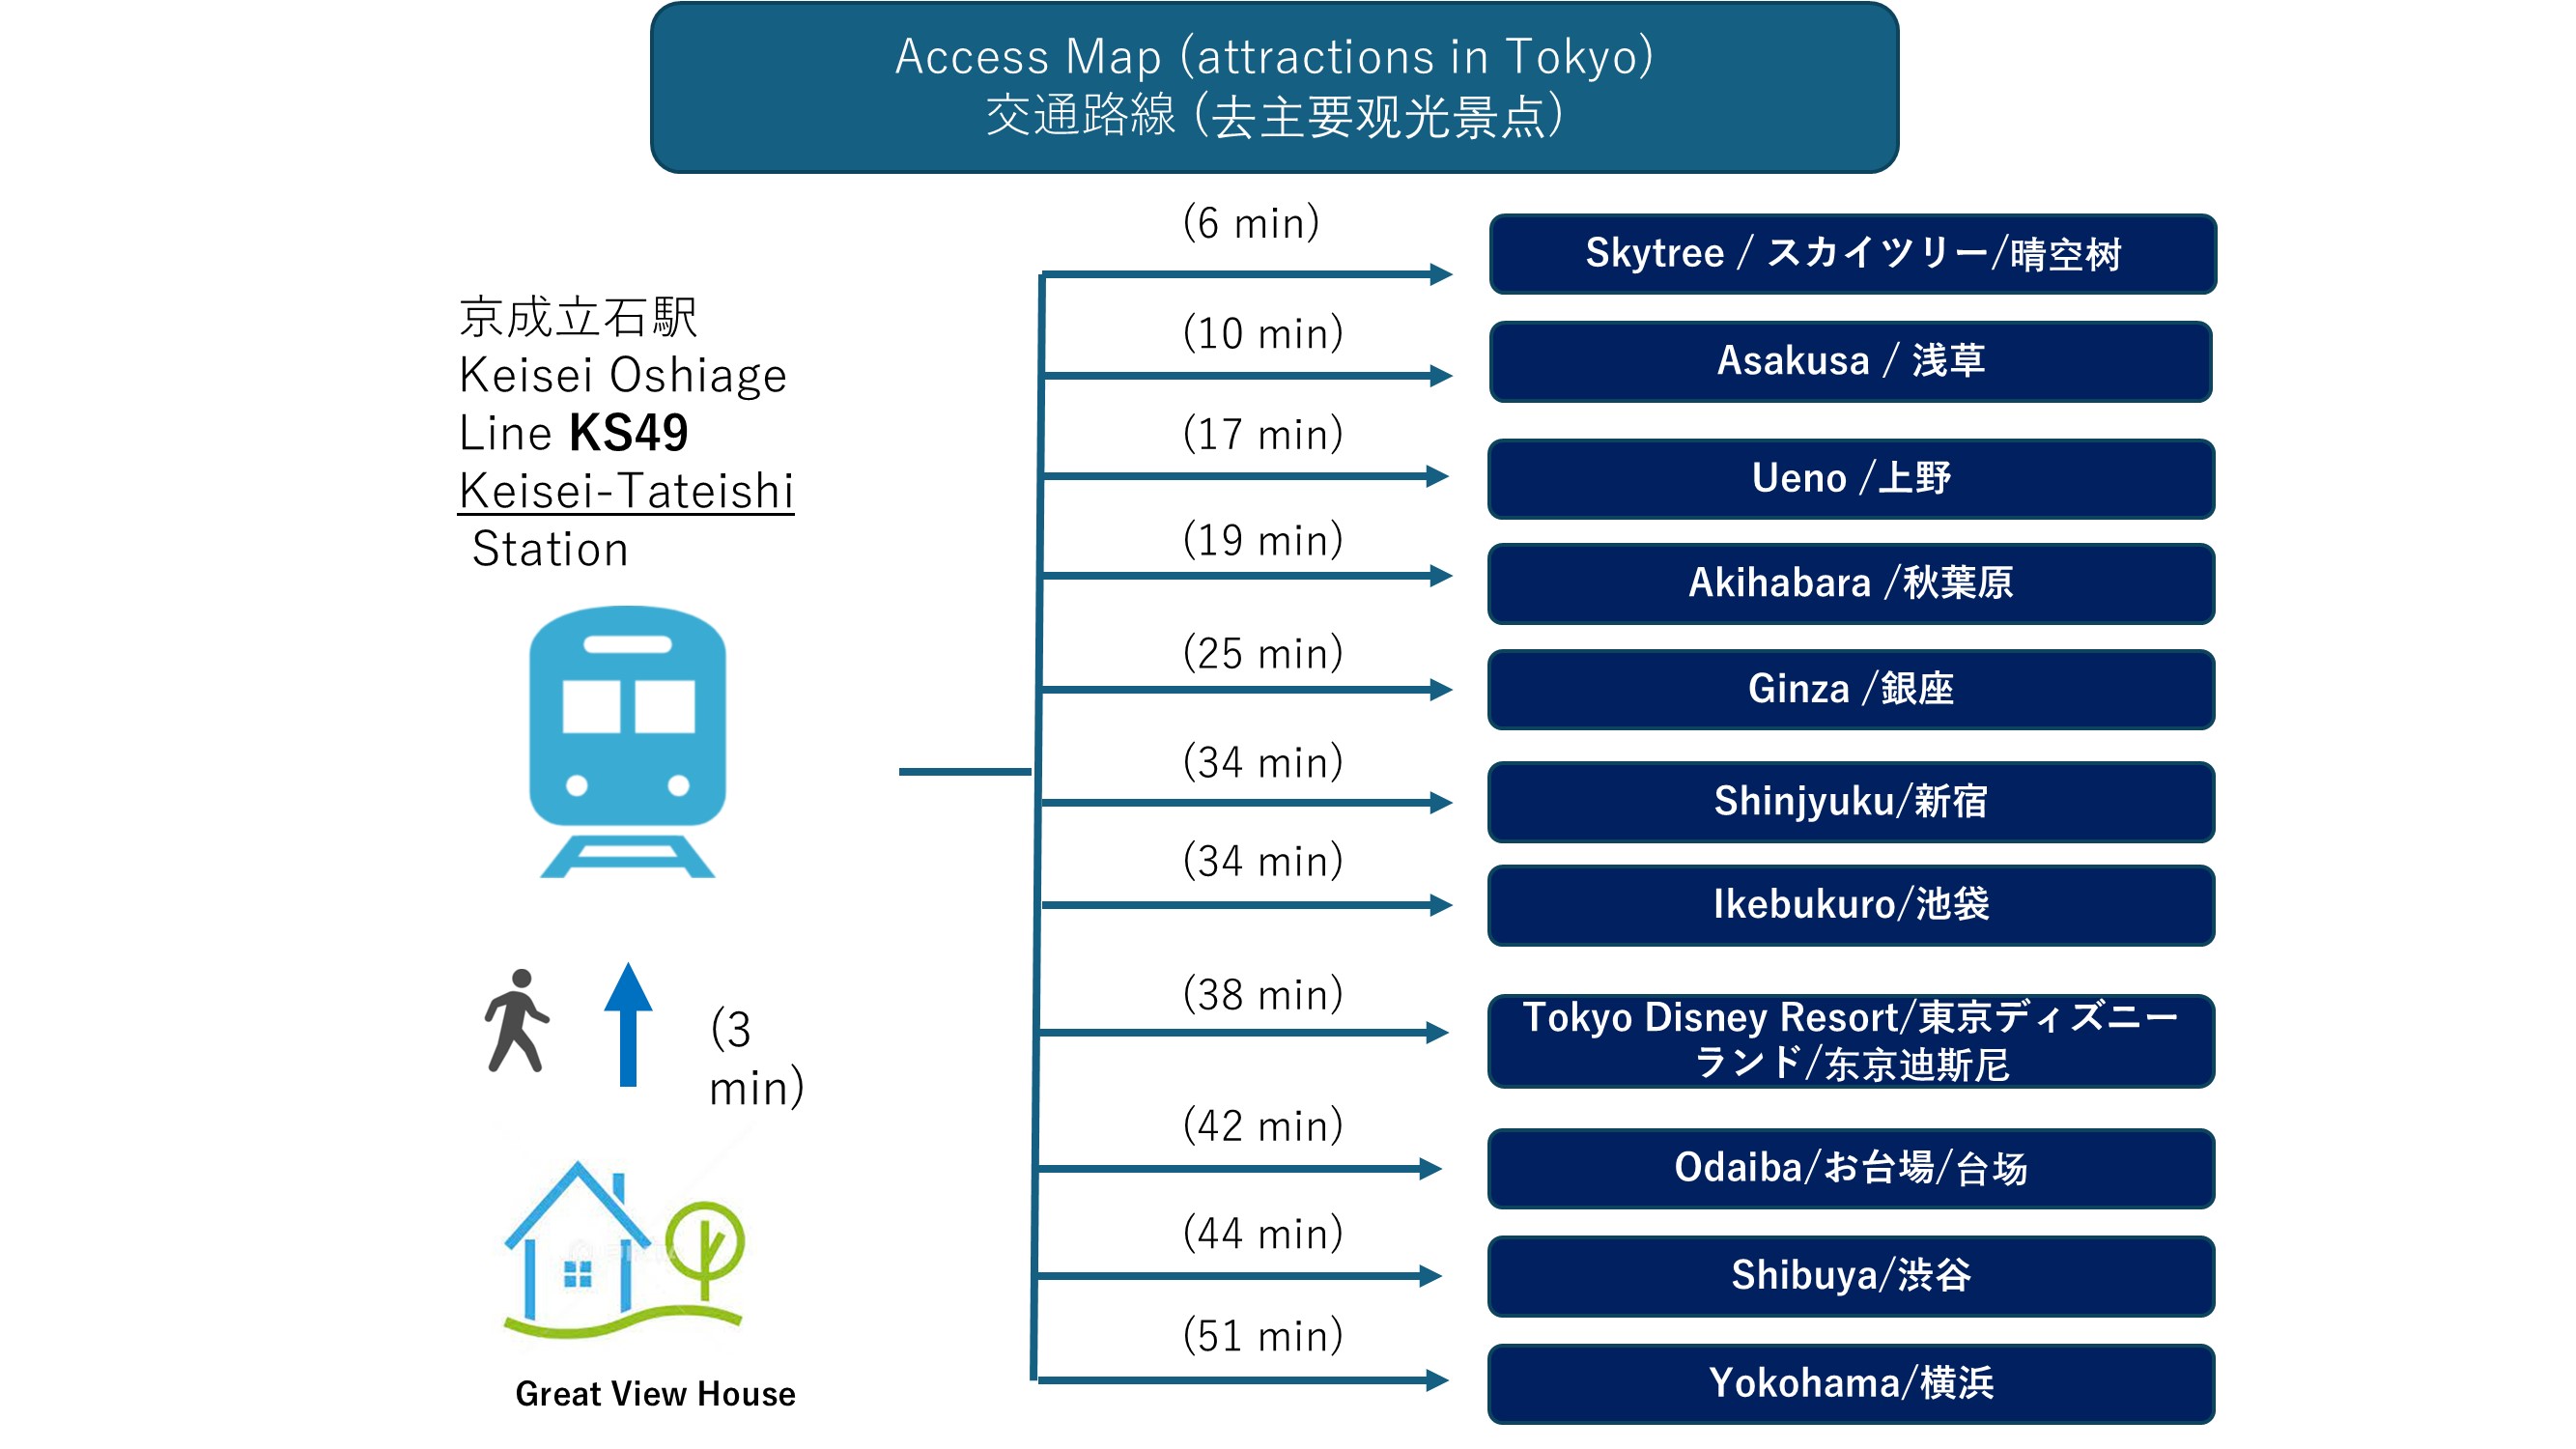 Access Map (attractions in Tokyo)
交通路線 (去主要观光景点)
京成立石駅
Keisei Oshiage
Line KS49
Keisei-Tateishi
Station
(3
min)
Great View House
(6 min)
Skytree / スカイツリー/晴空树
(10 min)
Asakusa / 浅草
(17 min)
Ueno /上野
(19 min)
Akihabara /秋葉原
(25 min)
Ginza /銀座
(34 min)
Shinjyuku/新宿
(34 min)
Ikebukuro/池袋
(38 min)
Tokyo Disney Resort/東京ディズニー
ランド/东京迪斯尼
(42 min)
Odaiba/お台場/台场
(44 min)
Shibuya/渋谷
(51 min)
Yokohama/横浜